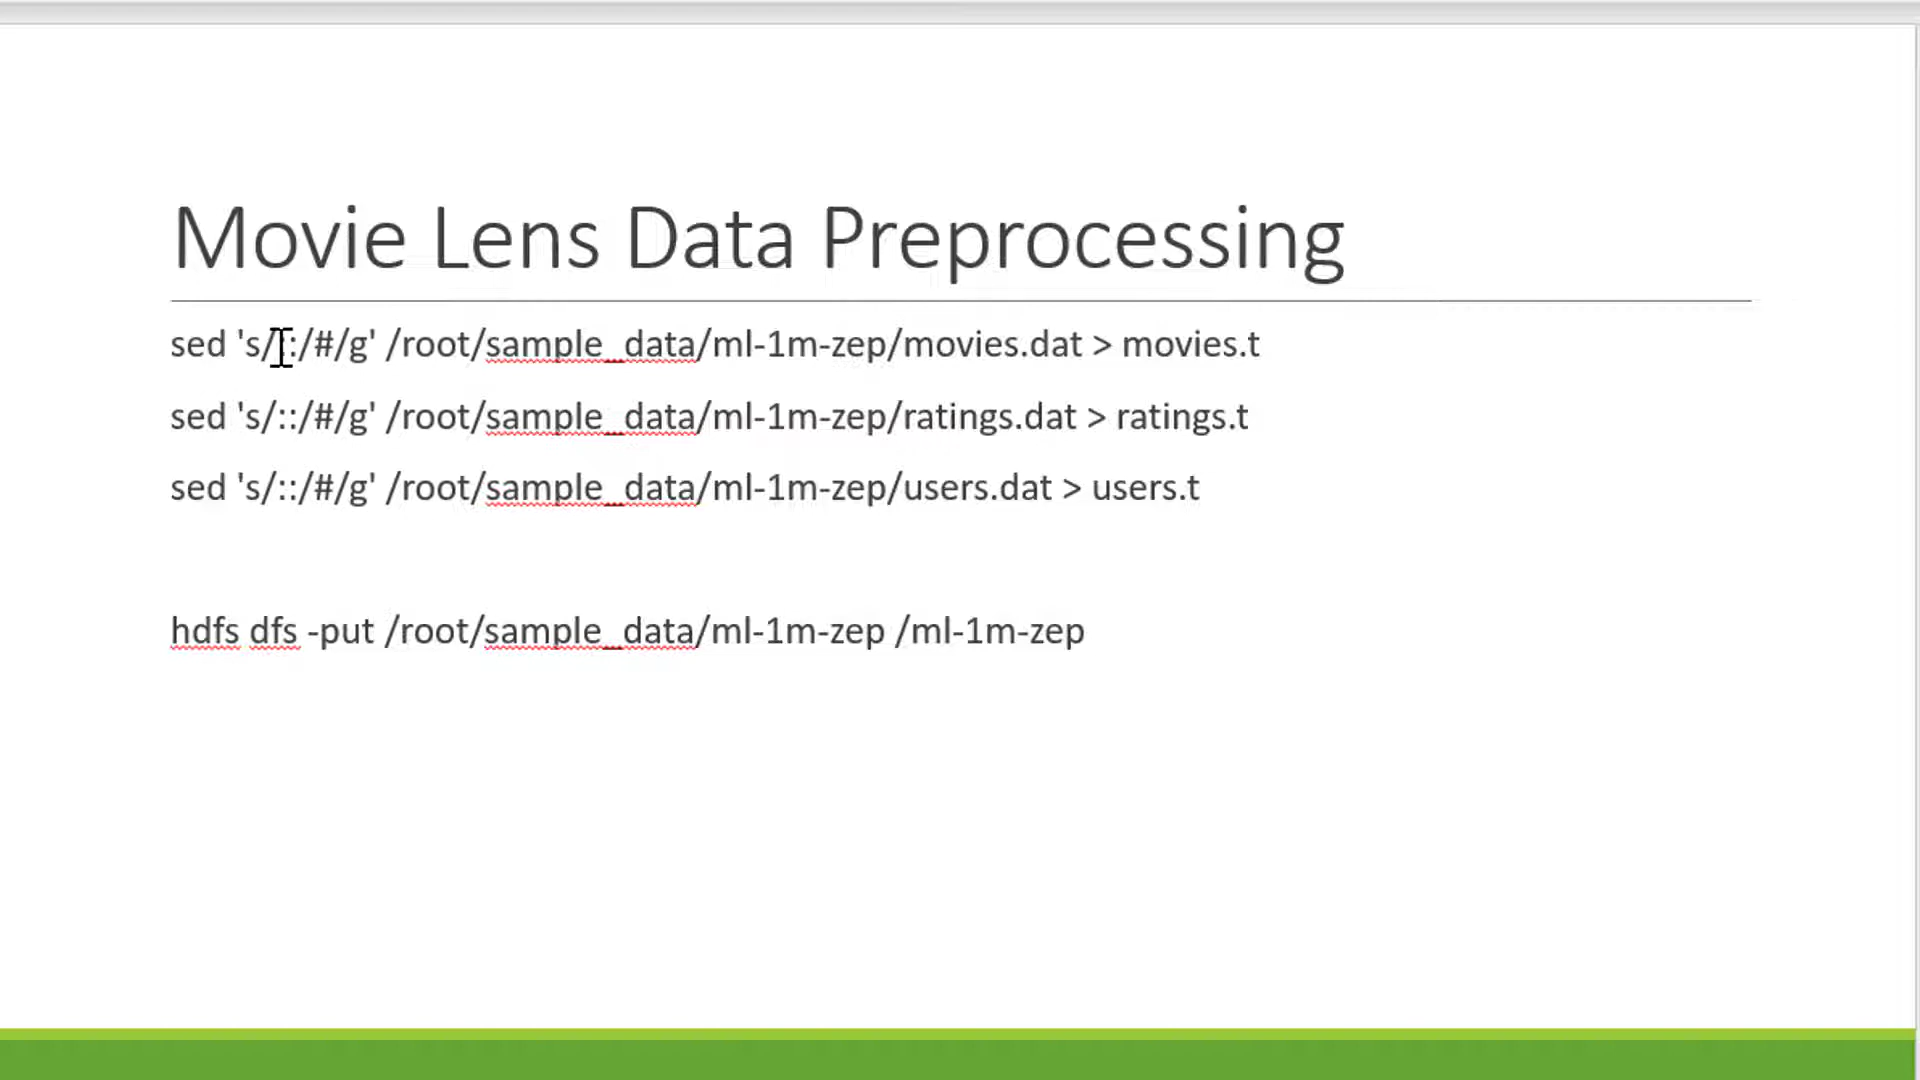 Movie Lens Data Preprocessing
sed 's/::/#/g' /root/sample_data/ml-1m-zep/movies.dat > movies.t
sed 's/::/#/g' /root/sample_data/ml-1m-zep/ratings.dat > ratings.t
sed 's/::/#/g' /root/sample_data/ml-1m-zep/users.dat > users.t
hdfs dfs -put /root/sample_data/ml-1m-zep /ml-1m-zep